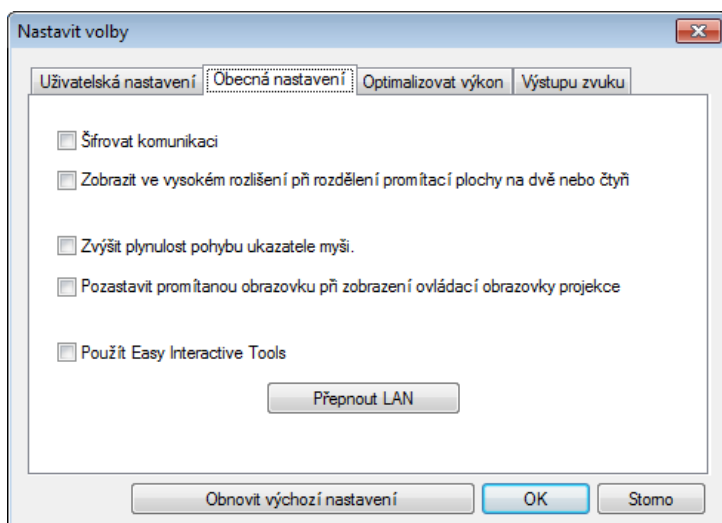 Nastavit volby
Uživatelská nastavení Obecná nastavení Optimalizovat výkon Výstupu zvuku
Šifrovat komunikaci
Zobrazit ve vysokém rozlišení při rozdělení promítací plochy na dvě nebo čtyři
Zvýšit plynulost pohybu ukazatele myši.
Pozastavit promítanou obrazovku při zobrazení ovládací obrazovky projekce
Použít Easy Interactive Tools
Přepnout LAN
Obnovit výchozí nastavení OK Storno